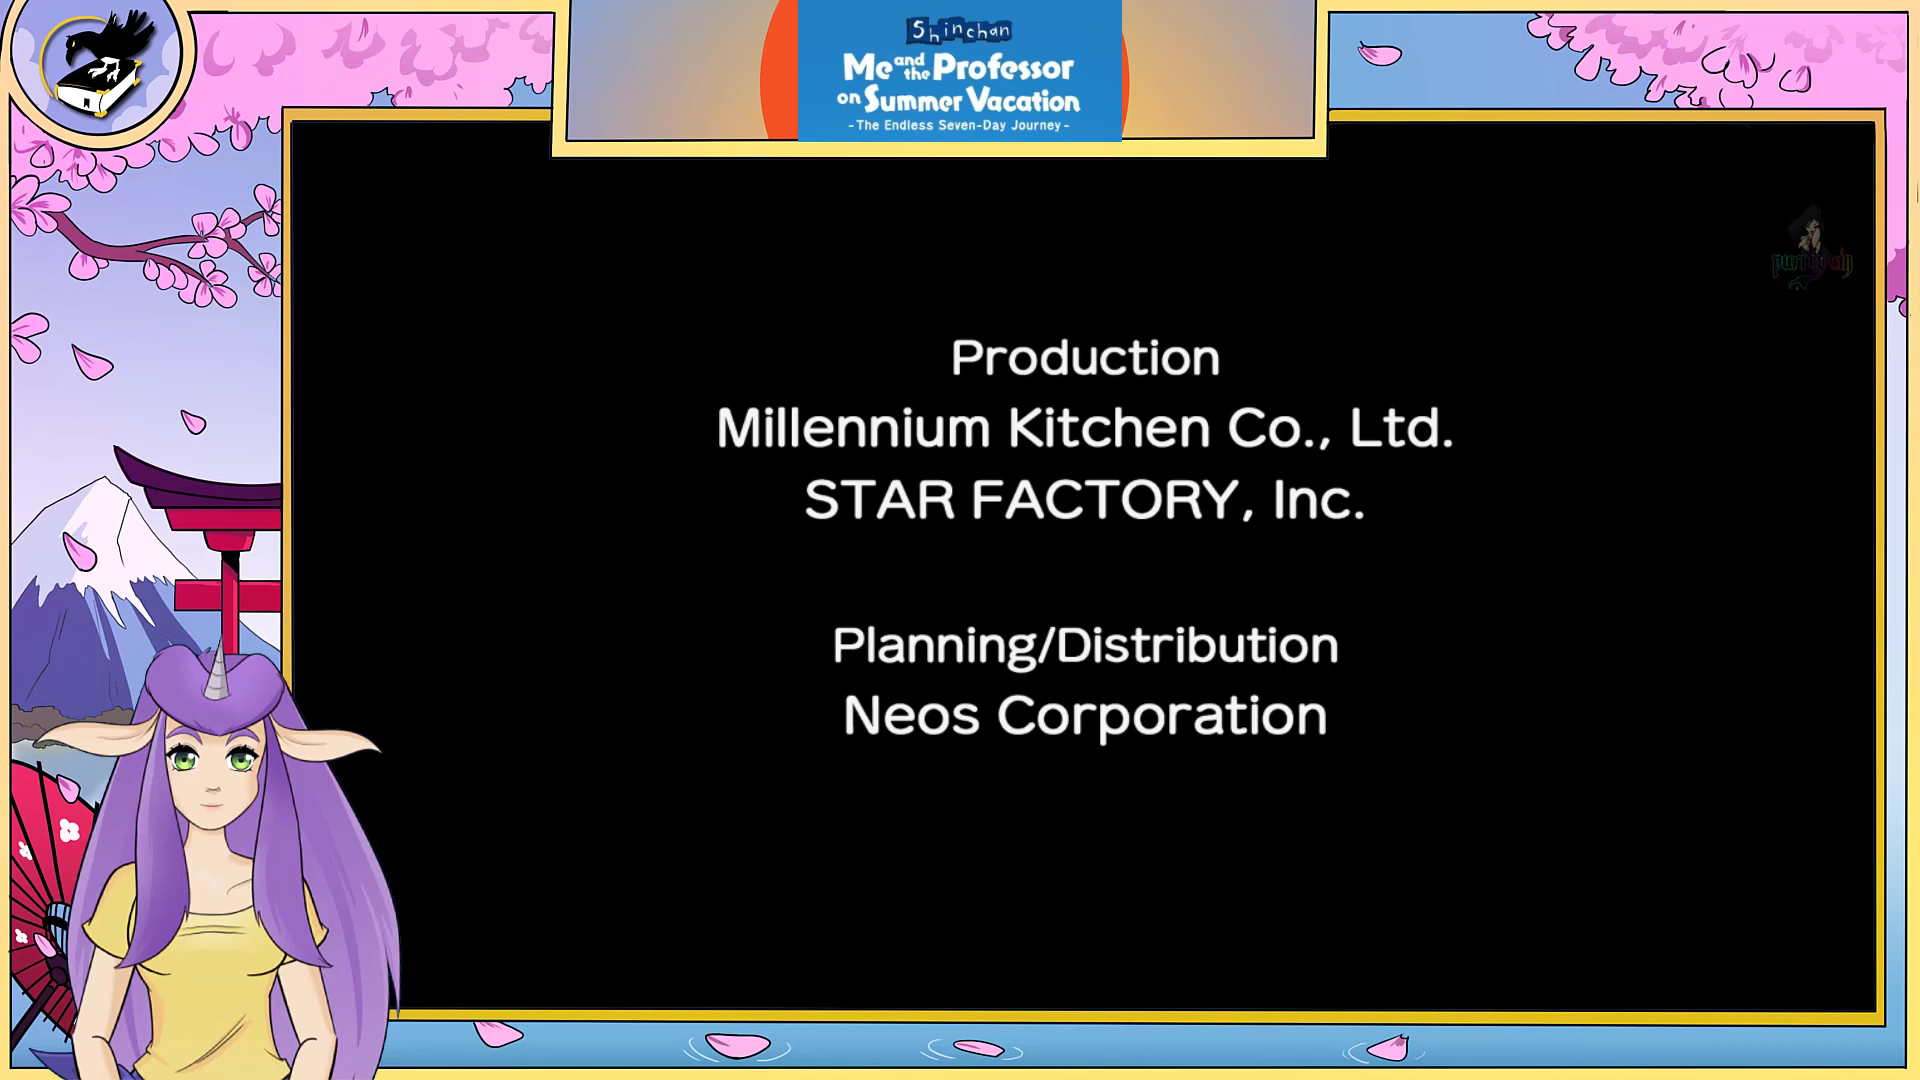 Shinchan
Me and the Professor
on Summer Vacation
-The Endless Seven-Day Journey-
Production
Millennium Kitchen Co., Ltd.
STAR FACTORY, Inc.
Planning/Distribution
Neos Corporation